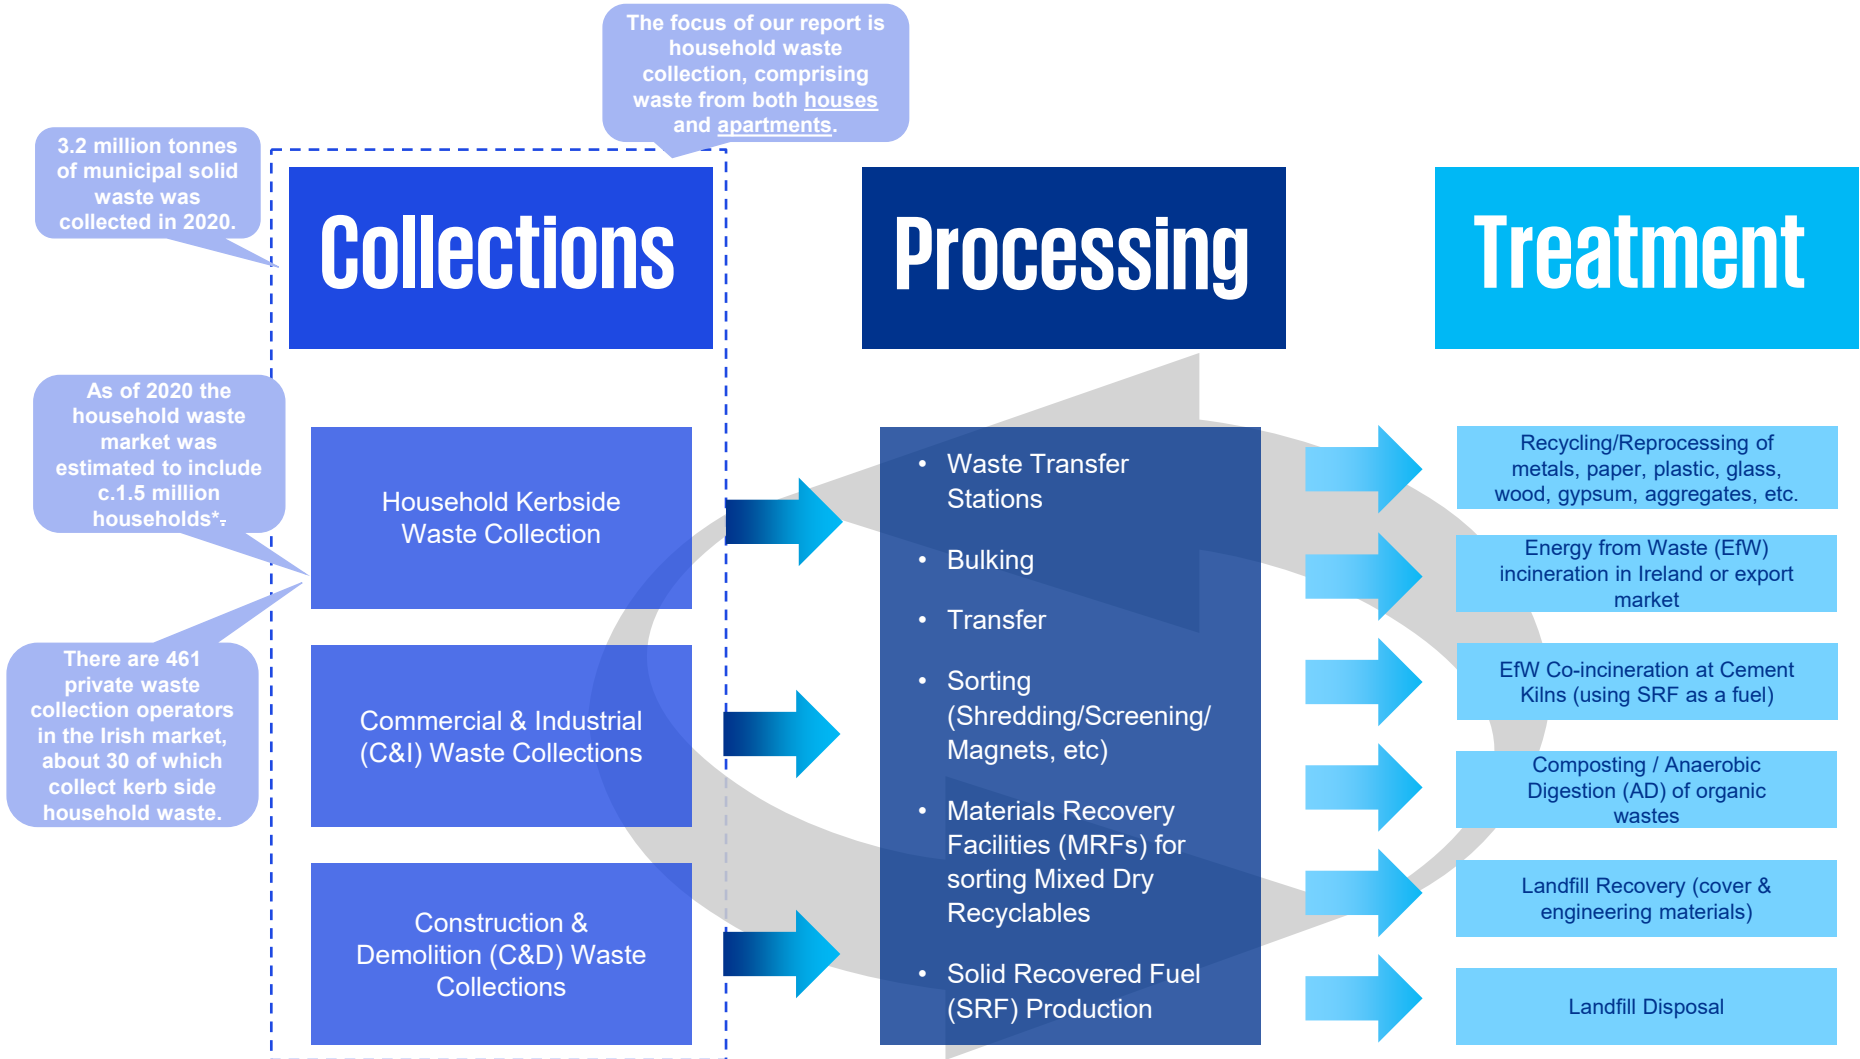 The focus of our report is
household waste
collection, comprising
waste from both houses
and apartments.
3.2 million tonnes
of municipal solid
waste was
collected in 2020.
Collections
Processing
Treatment
As of 2020 the
household waste
market was
estimated to include
c.1.5 million
households*.
There are 461
private waste
collection operators
in the Irish market,
about 30 of which
collect kerb side
household waste.
Household Kerbside
Waste Collection
Commercial & Industrial
(C&I) Waste Collections
Construction &
Demolition (C&D) Waste
Collections
• Waste Transfer
Stations
• Bulking
• Transfer
• Sorting
(Shredding/Screening/
Magnets, etc)
• Materials Recovery
Facilities (MRFs) for
sorting Mixed Dry
Recyclables
• Solid Recovered Fuel
(SRF) Production
Recycling/Reprocessing of
metals, paper, plastic, glass,
wood, gypsum, aggregates, etc.
Energy from Waste (EfW)
incineration in Ireland or export
market
EfW Co-incineration at Cement
Kilns (using SRF as a fuel)
Composting / Anaerobic
Digestion (AD) of organic
wastes
Landfill Recovery (cover &
engineering materials)
Landfill Disposal